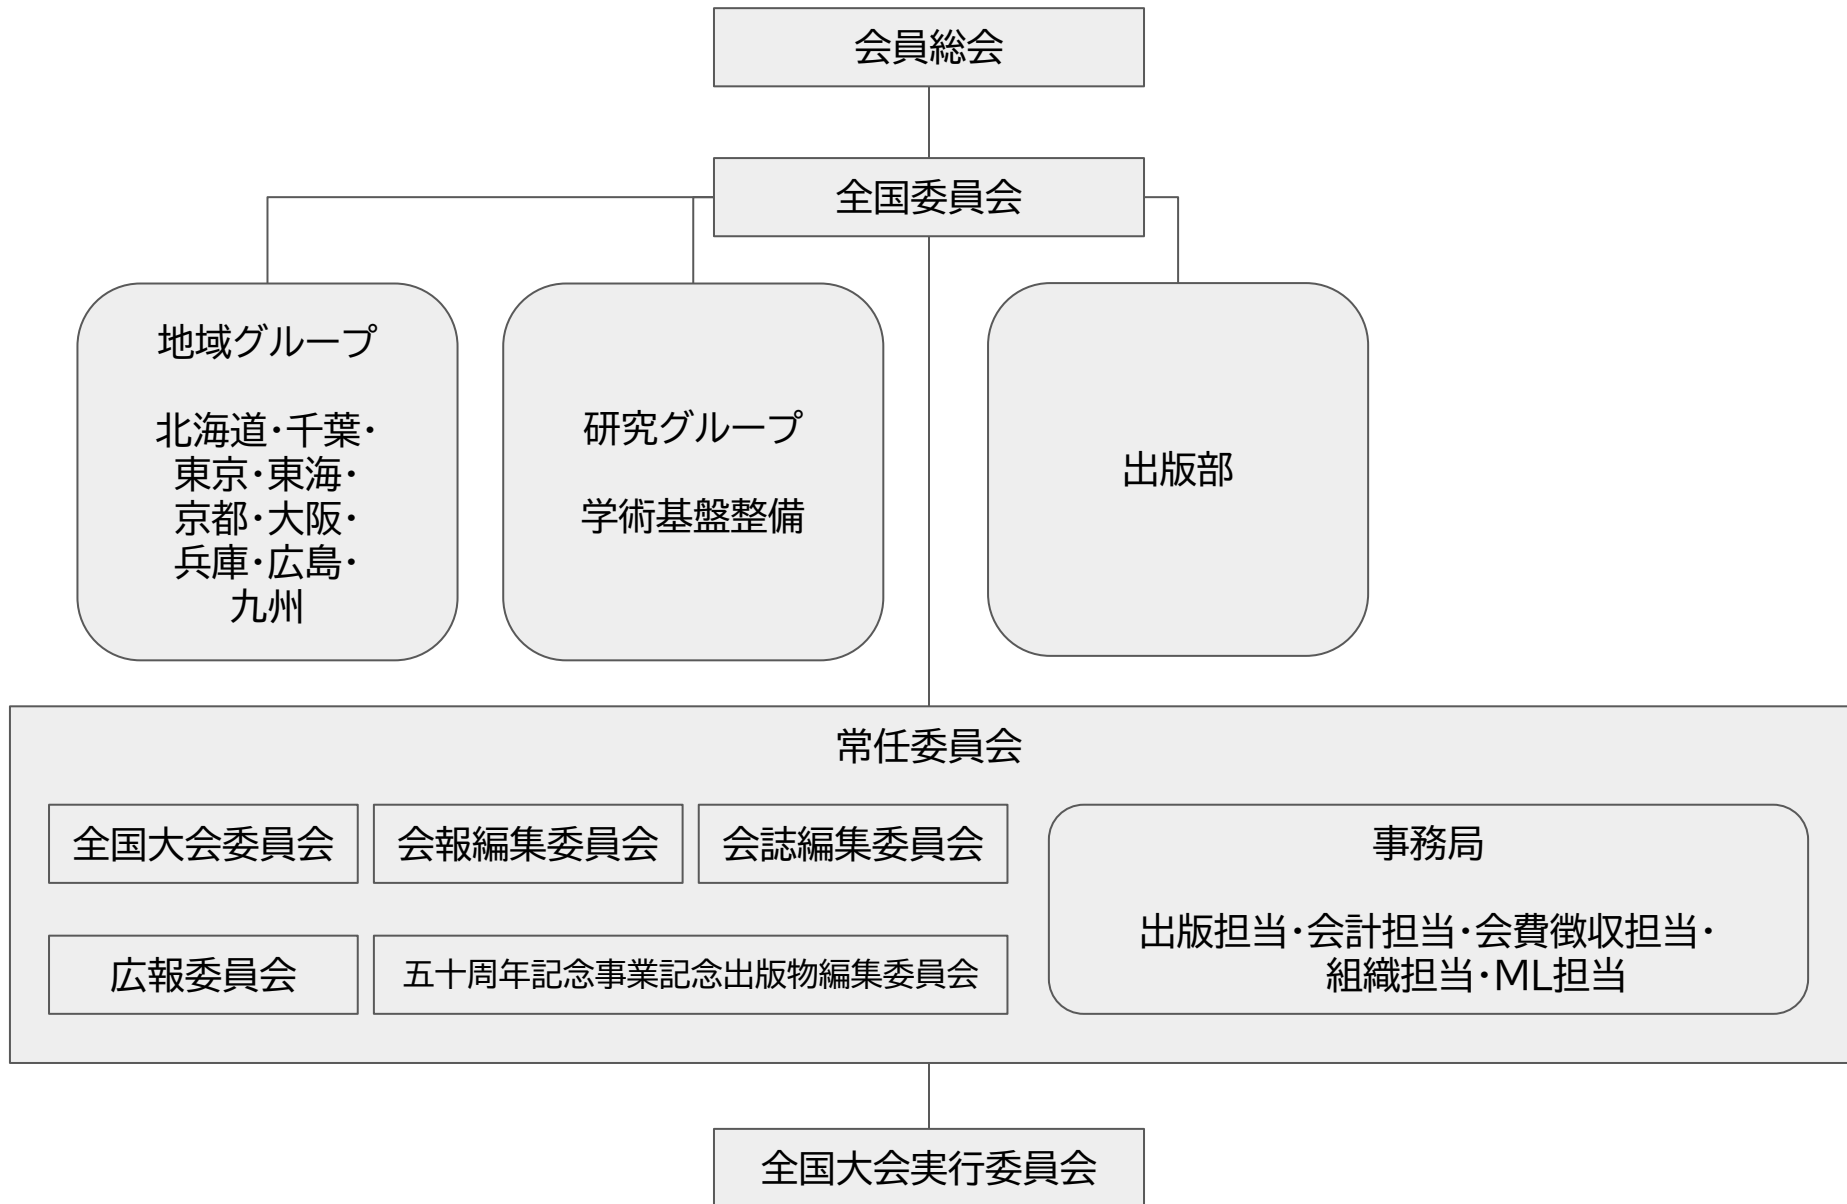 会員総会
全国委員会
地域グループ
北海道・千葉・
東京・東海・
京都・大阪・
兵庫・広島・
九州
研究グループ
学術基盤整備
出版部
常任委員会
全国大会委員会
会報編集委員会
会誌編集委員会
広報委員会
五十周年記念事業記念出版物編集委員会
事務局
出版担当・会計担当・会費徴収担当・
組織担当・ML担当
全国大会実行委員会